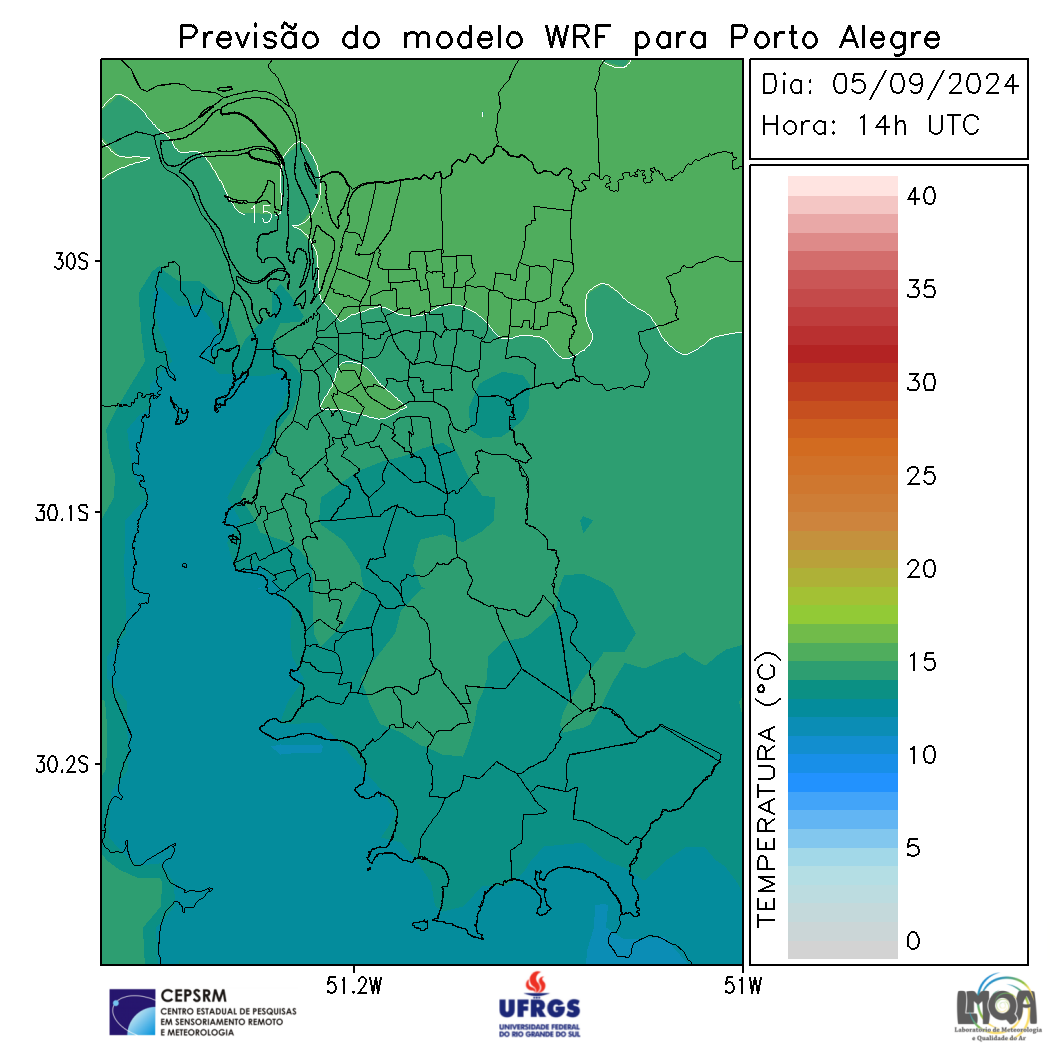 Previsão do modelo WRF para Porto Alegre
Dia: 05/09/2024
Hora: 14h UTC
15
30S
30.1S
30.2S
51.2W
51W
40
35
30
25
20
15
10
5
0
TEMPERATURA (°C)
CEPSRM
CENTRO ESTADUAL DE PESQUISAS
EM SENSORIAMENTO REMOTO
E METEOROLOGIA
UFRGS
UNIVERSIDADE FEDERAL
DO RIO GRANDE DO SUL
LMQA
Laboratório de Meteorologia
e Qualidade do Ar